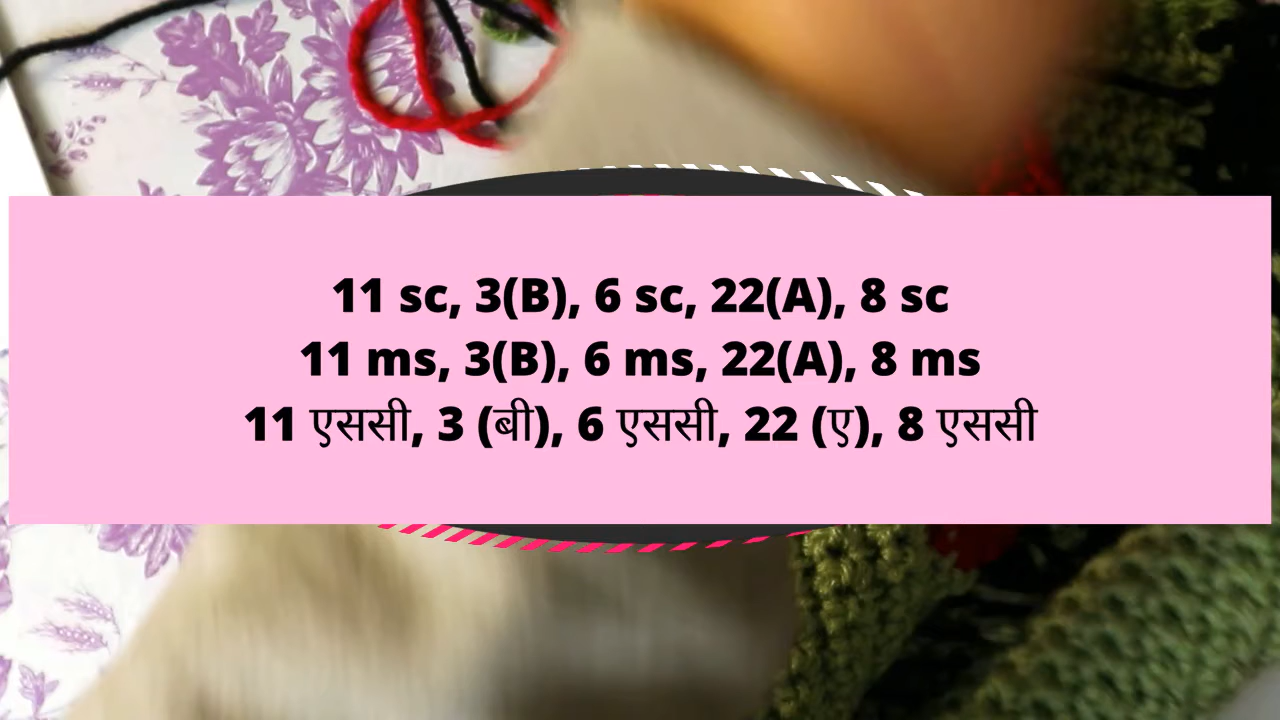 11 sc, 3(B), 6 sc, 22(A), 8 sc
11 ms, 3(B), 6 ms, 22(A), 8 ms
11 एससी, 3 (बी), 6 एससी, 22 (ए), 8 एससी